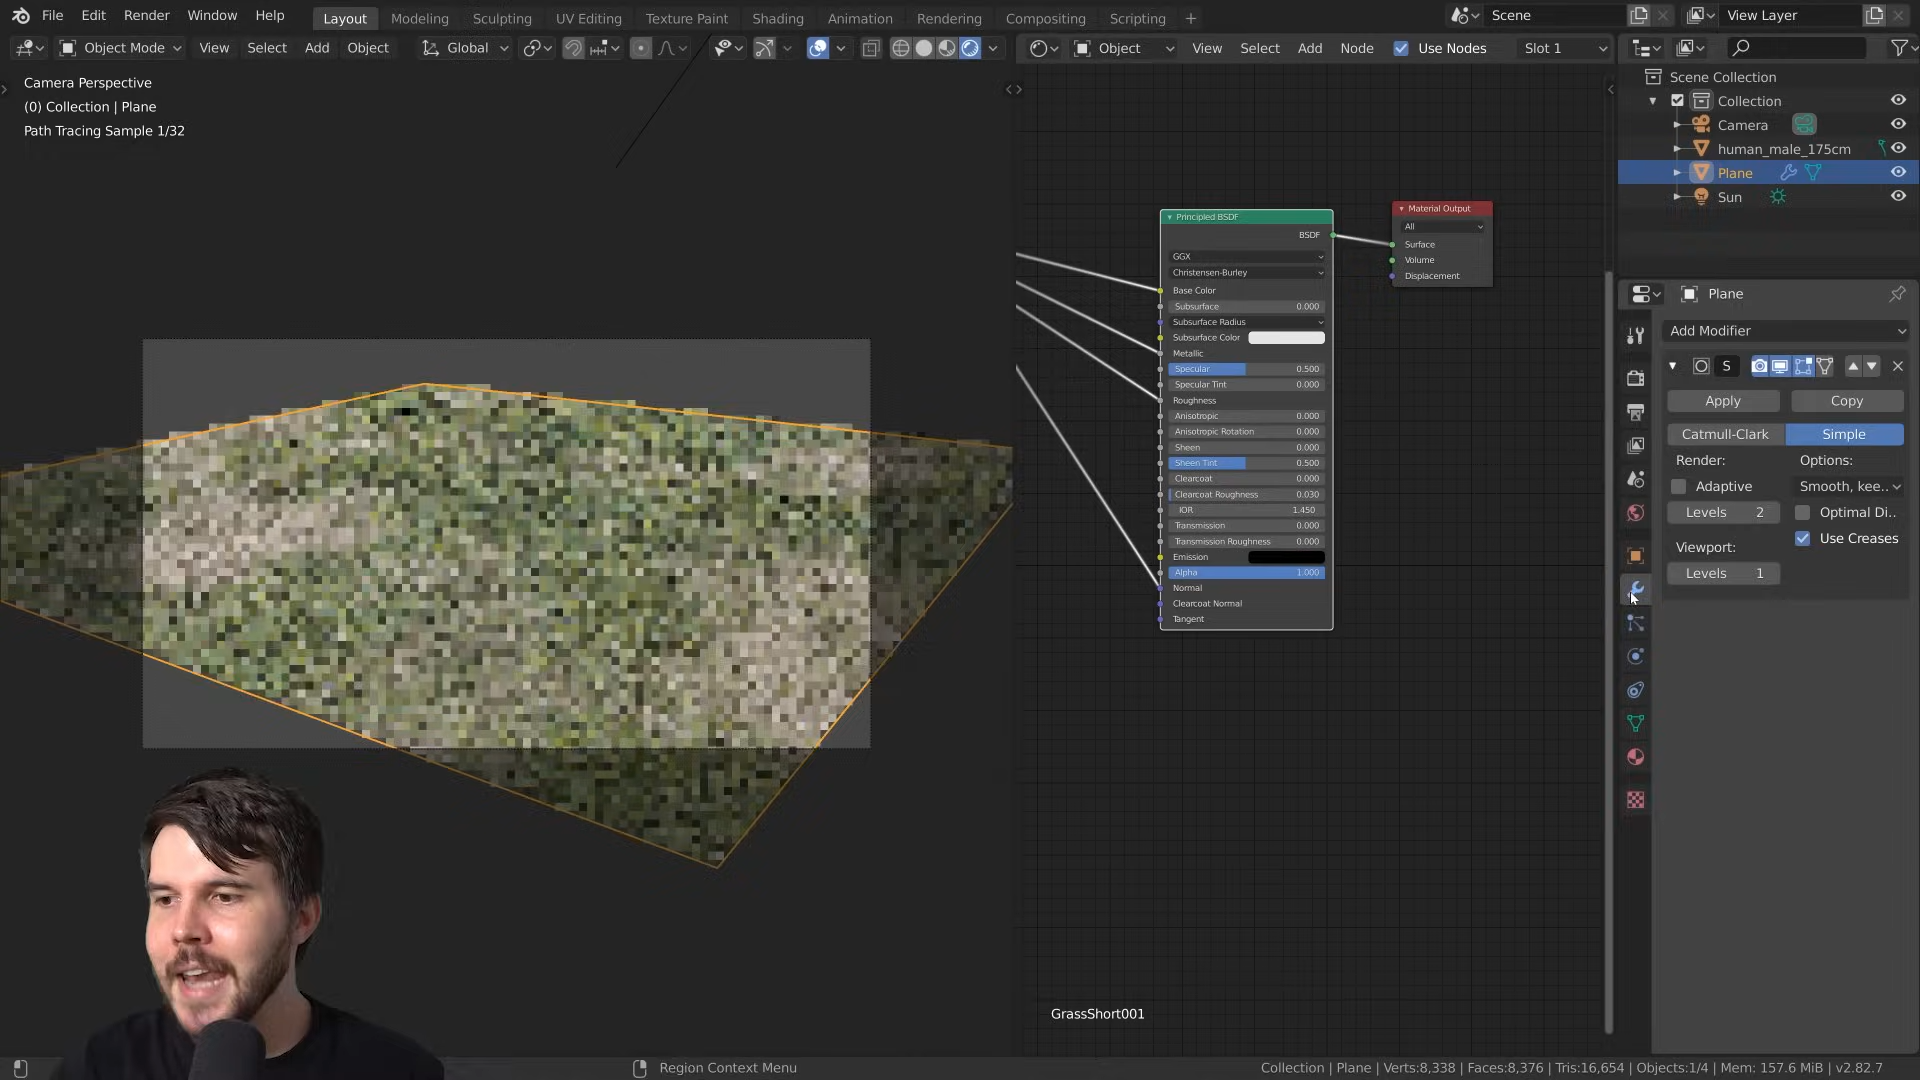 File Edit Render Window Help Layout Modeling Sculpting UV Editing Texture Paint Shading Animation Rendering Compositing Scripting + Scene View Layer
Object Mode View Select Add Object Global
Object View Select Add Node Use Nodes Slot 1
Camera Perspective
(0) Collection | Plane
Path Tracing Sample 1/32
Principled BSDF
BSDF
GGX
Christensen-Burley
Base Color
Subsurface 0.000
Subsurface Radius
Subsurface Color
Metallic
Specular 0.500
Specular Tint 0.000
Roughness
Anisotropic 0.000
Anisotropic Rotation 0.000
Sheen 0.000
Sheen Tint 0.500
Clearcoat 0.000
Clearcoat Roughness 0.030
IOR 1.450
Transmission 0.000
Transmission Roughness 0.000
Emission
Alpha 1.000
Normal
Clearcoat Normal
Tangent
Material Output
All
Surface
Volume
Displacement
GrassShort001
Scene Collection
Collection
Camera
human_male_175cm
Plane
Sun
Plane
Add Modifier
S
Apply Copy
Catmull-Clark Simple
Render: Options:
Adaptive Smooth, kee..
Levels 2 Optimal Di..
Use Creases
Viewport:
Levels 1
Region Context Menu
Collection | Plane | Verts:8,338 | Faces:8,376 | Tris:16,654 | Objects:1/4 | Mem: 157.6 MiB | v2.82.7